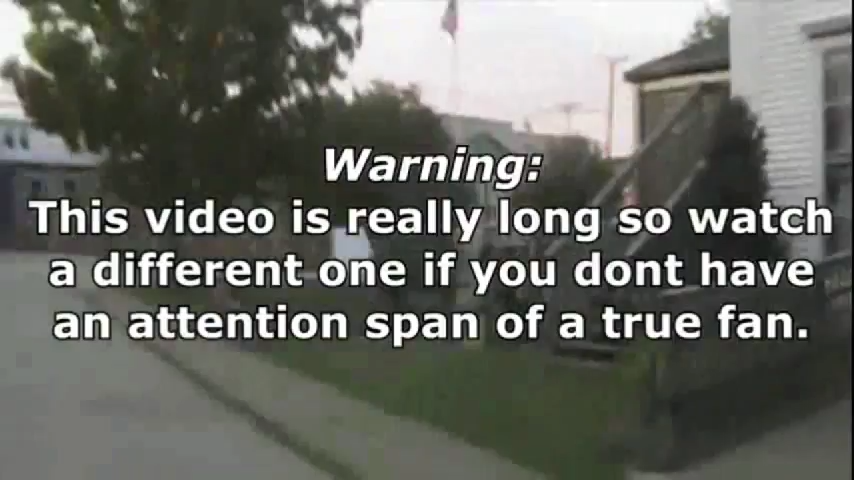 Warning:
This video is really long so watch
a different one if you dont have
an attention span of a true fan.